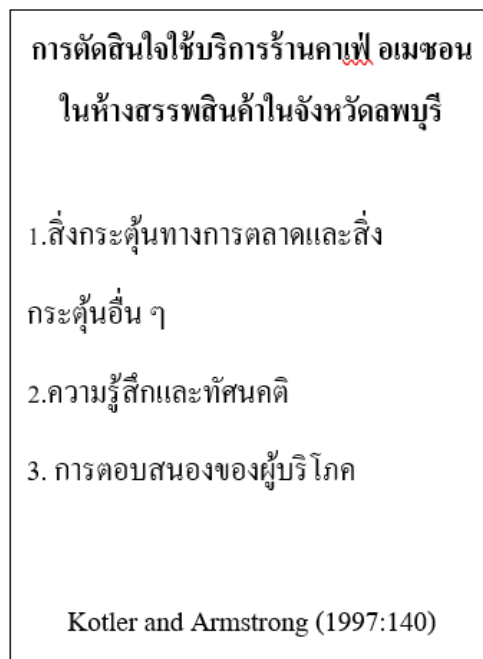 การตัดสินใจใช้บริการร้านคาเฟ่ อเมซอน
ในห้างสรรพสินค้าในจังหวัดลพบุรี
1.สิ่งกระตุ้นทางการตลาดและสิ่ง
กระตุ้นอื่น ๆ
2.ความรู้สึกและทัศนคติ
3. การตอบสนองของผู้บริโภค
Kotler and Armstrong (1997:140)